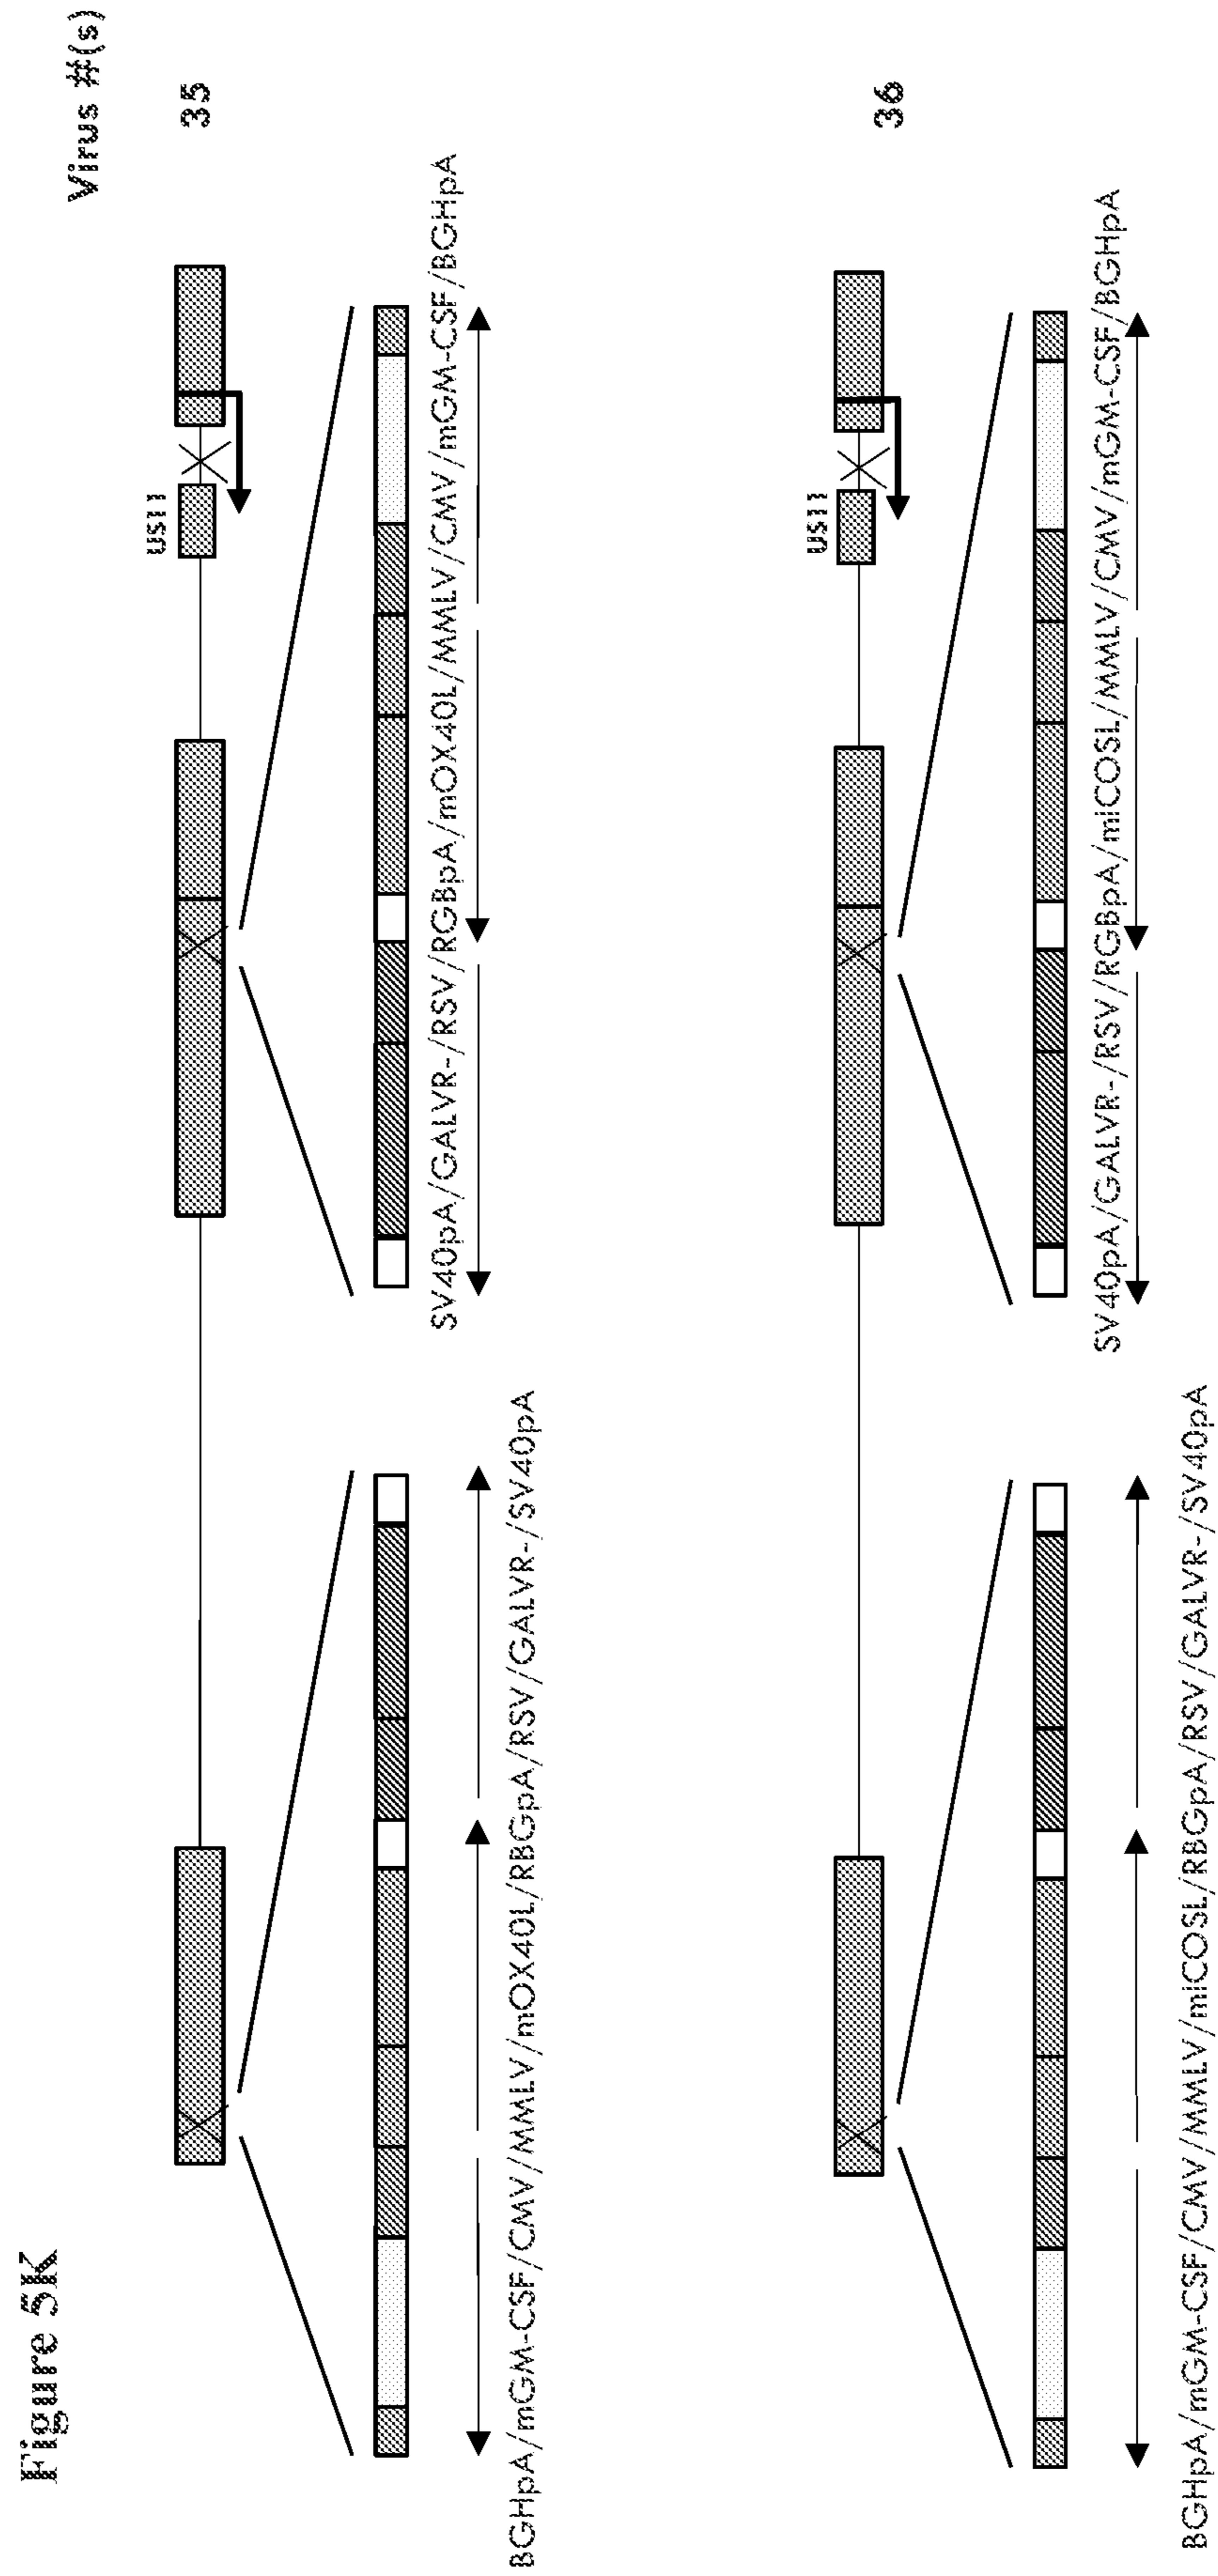 Figure 5K
Virus #(s)
US11
35
SV40pA/GALVR-/RSV/RGBpA/mOX40L/MMLV/CMV/mGM-CSF/BGHpA
BGHpA/mGM-CSF/CMV/MMLV/mOX40L/RBGpA/RSV/GALVR-/SV40pA
US11
36
SV40pA/GALVR-/RSV/RGBpA/mICOSL/MMLV/CMV/mGM-CSF/BGHpA
BGHpA/mGM-CSF/CMV/MMLV/mICOSL/RBGpA/RSV/GALVR-/SV40pA